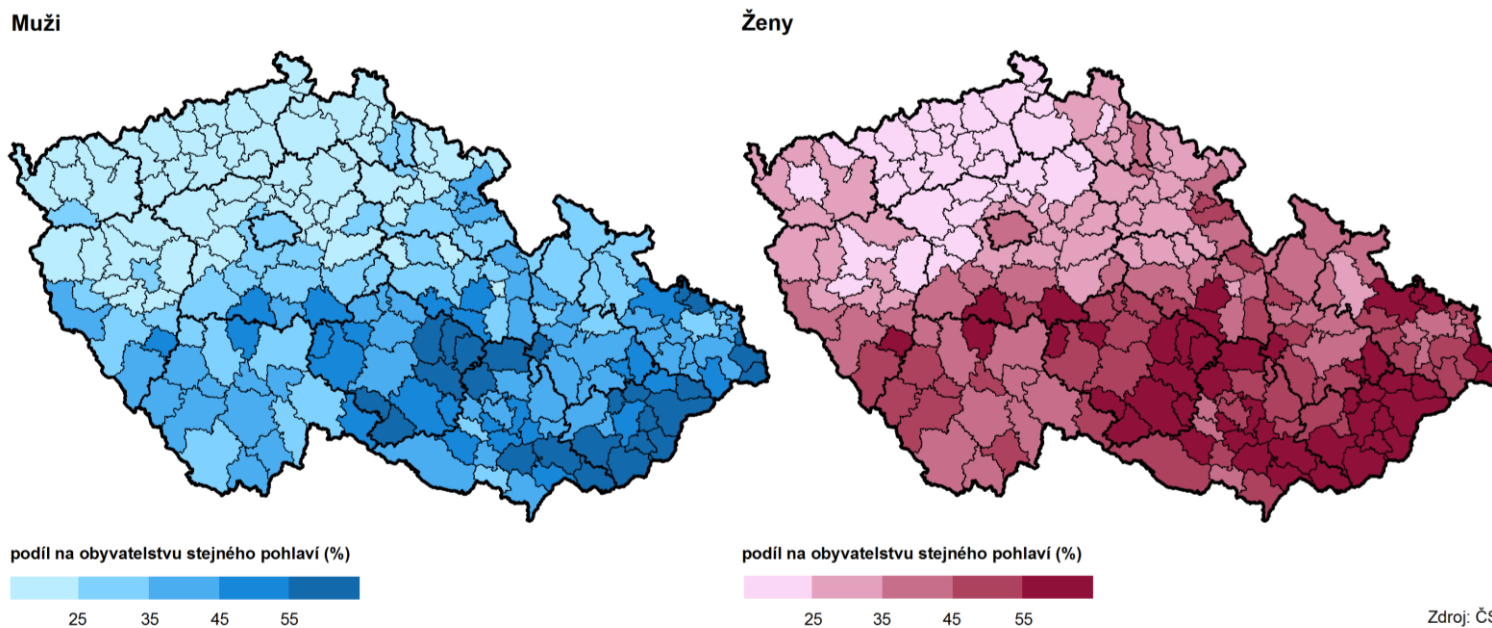 Muži
Ženy
podíl na obyvatelstvu stejného pohlaví (%)
25 35 45 55
podíl na obyvatelstvu stejného pohlaví (%)
25 35 45 55
Zdroj: ČS